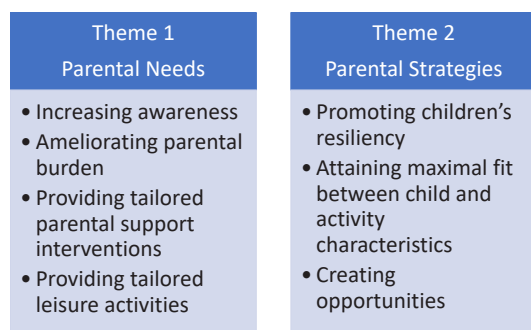 Theme 1
Parental Needs
• Increasing awareness
• Ameliorating parental
burden
• Providing tailored
parental support
interventions
• Providing tailored
leisure activities
Theme 2
Parental Strategies
• Promoting children's
resiliency
• Attaining maximal fit
between child and
activity
characteristics
• Creating
opportunities